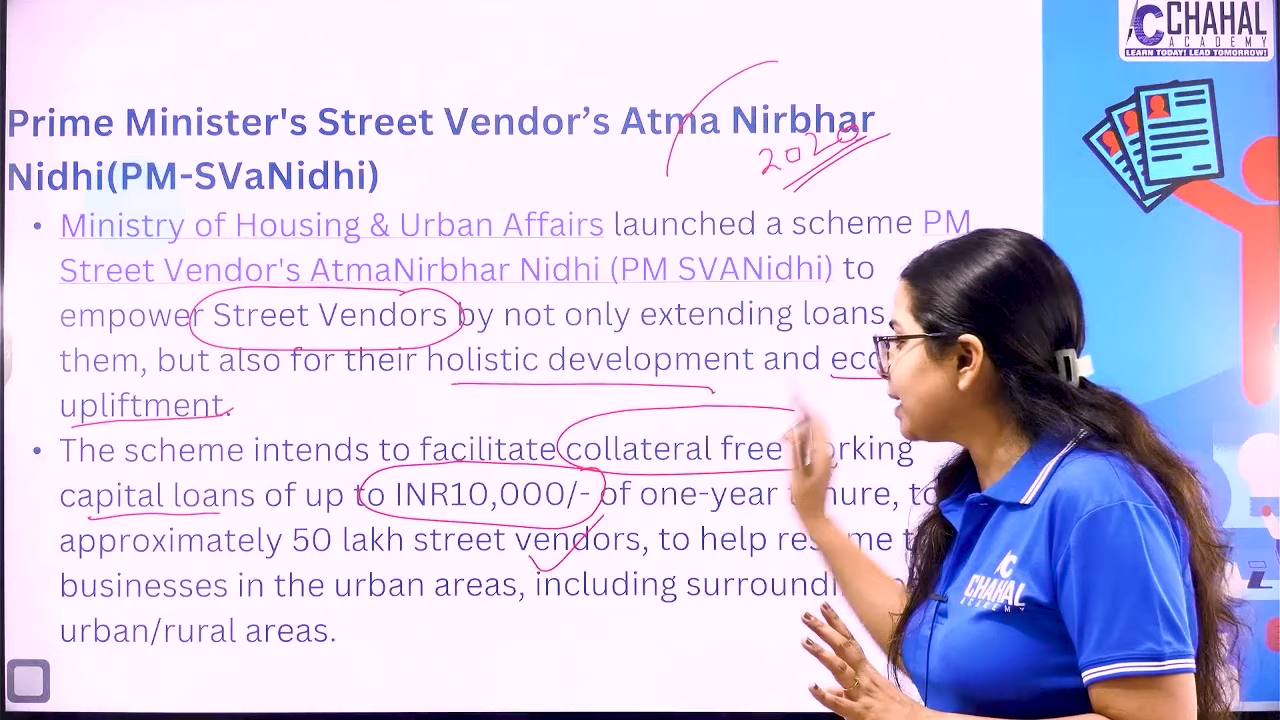 CHAHAL
ACADEMY
LEARN TODAY! LEAD TOMORROW!
Prime Minister's Street Vendor’s Atma Nirbhar
2020
Nidhi(PM-SVaNidhi)
• Ministry of Housing & Urban Affairs launched a scheme PM
Street Vendor's AtmaNirbhar Nidhi (PM SVANidhi) to
empower Street Vendors by not only extending loans
them, but also for their holistic development and
upliftment.
• The scheme intends to facilitate collateral free
capital loans of up to INR10,000/- of one-year
approximately 50 lakh street vendors, to help
businesses in the urban areas, including
urban/rural areas.
CHAHAL
ACADEMY